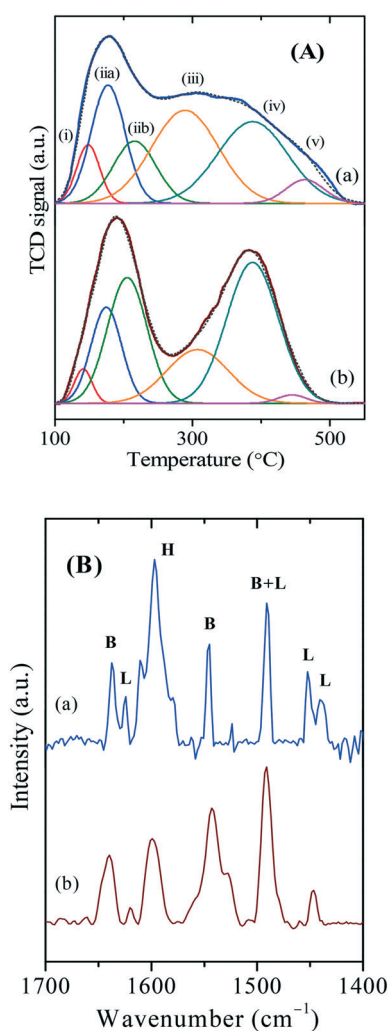 (A)
(i)
(iia)
(iib)
(iii)
(iv)
(v)
(a)
(b)
TCD signal (a.u.)
100 300 500
Temperature (°C)
(B)
H
B
L
B
B+L
L
L
(a)
(b)
Intensity (a.u.)
1700 1600 1500 1400
Wavenumber (cm⁻¹)